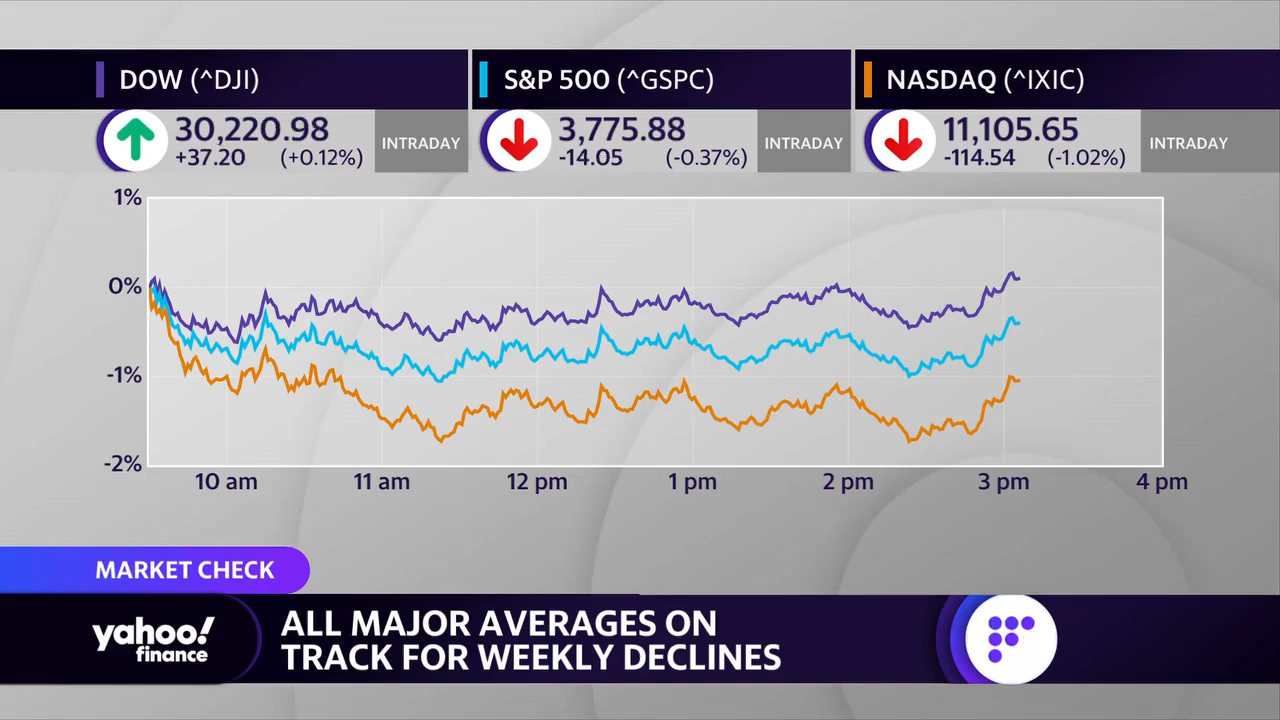 DOW (^DJI)
S&P 500 (^GSPC)
NASDAQ (^IXIC)
30,220.98
+37.20 (+0.12%)
INTRADAY
3,775.88
-14.05 (-0.37%)
INTRADAY
11,105.65
-114.54 (-1.02%)
INTRADAY
1%
0%
-1%
-2%
10 am
11 am
12 pm
1 pm
2 pm
3 pm
4 pm
MARKET CHECK
yahoo!
finance
ALL MAJOR AVERAGES ON
TRACK FOR WEEKLY DECLINES